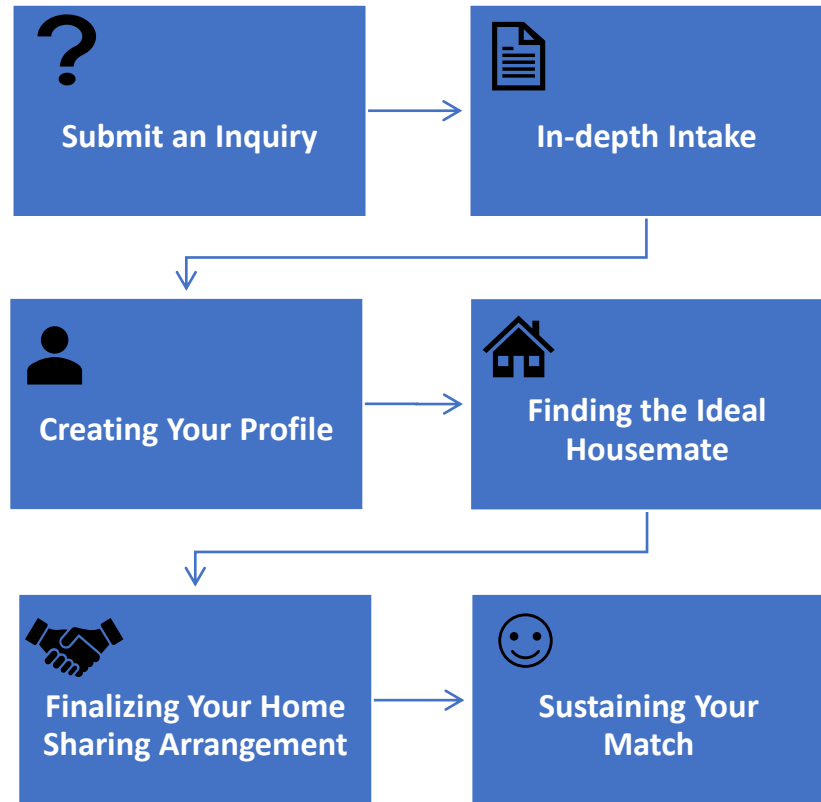 Submit an Inquiry
In-depth Intake
Creating Your Profile
Finding the Ideal
Housemate
Finalizing Your Home
Sharing Arrangement
Sustaining Your
Match